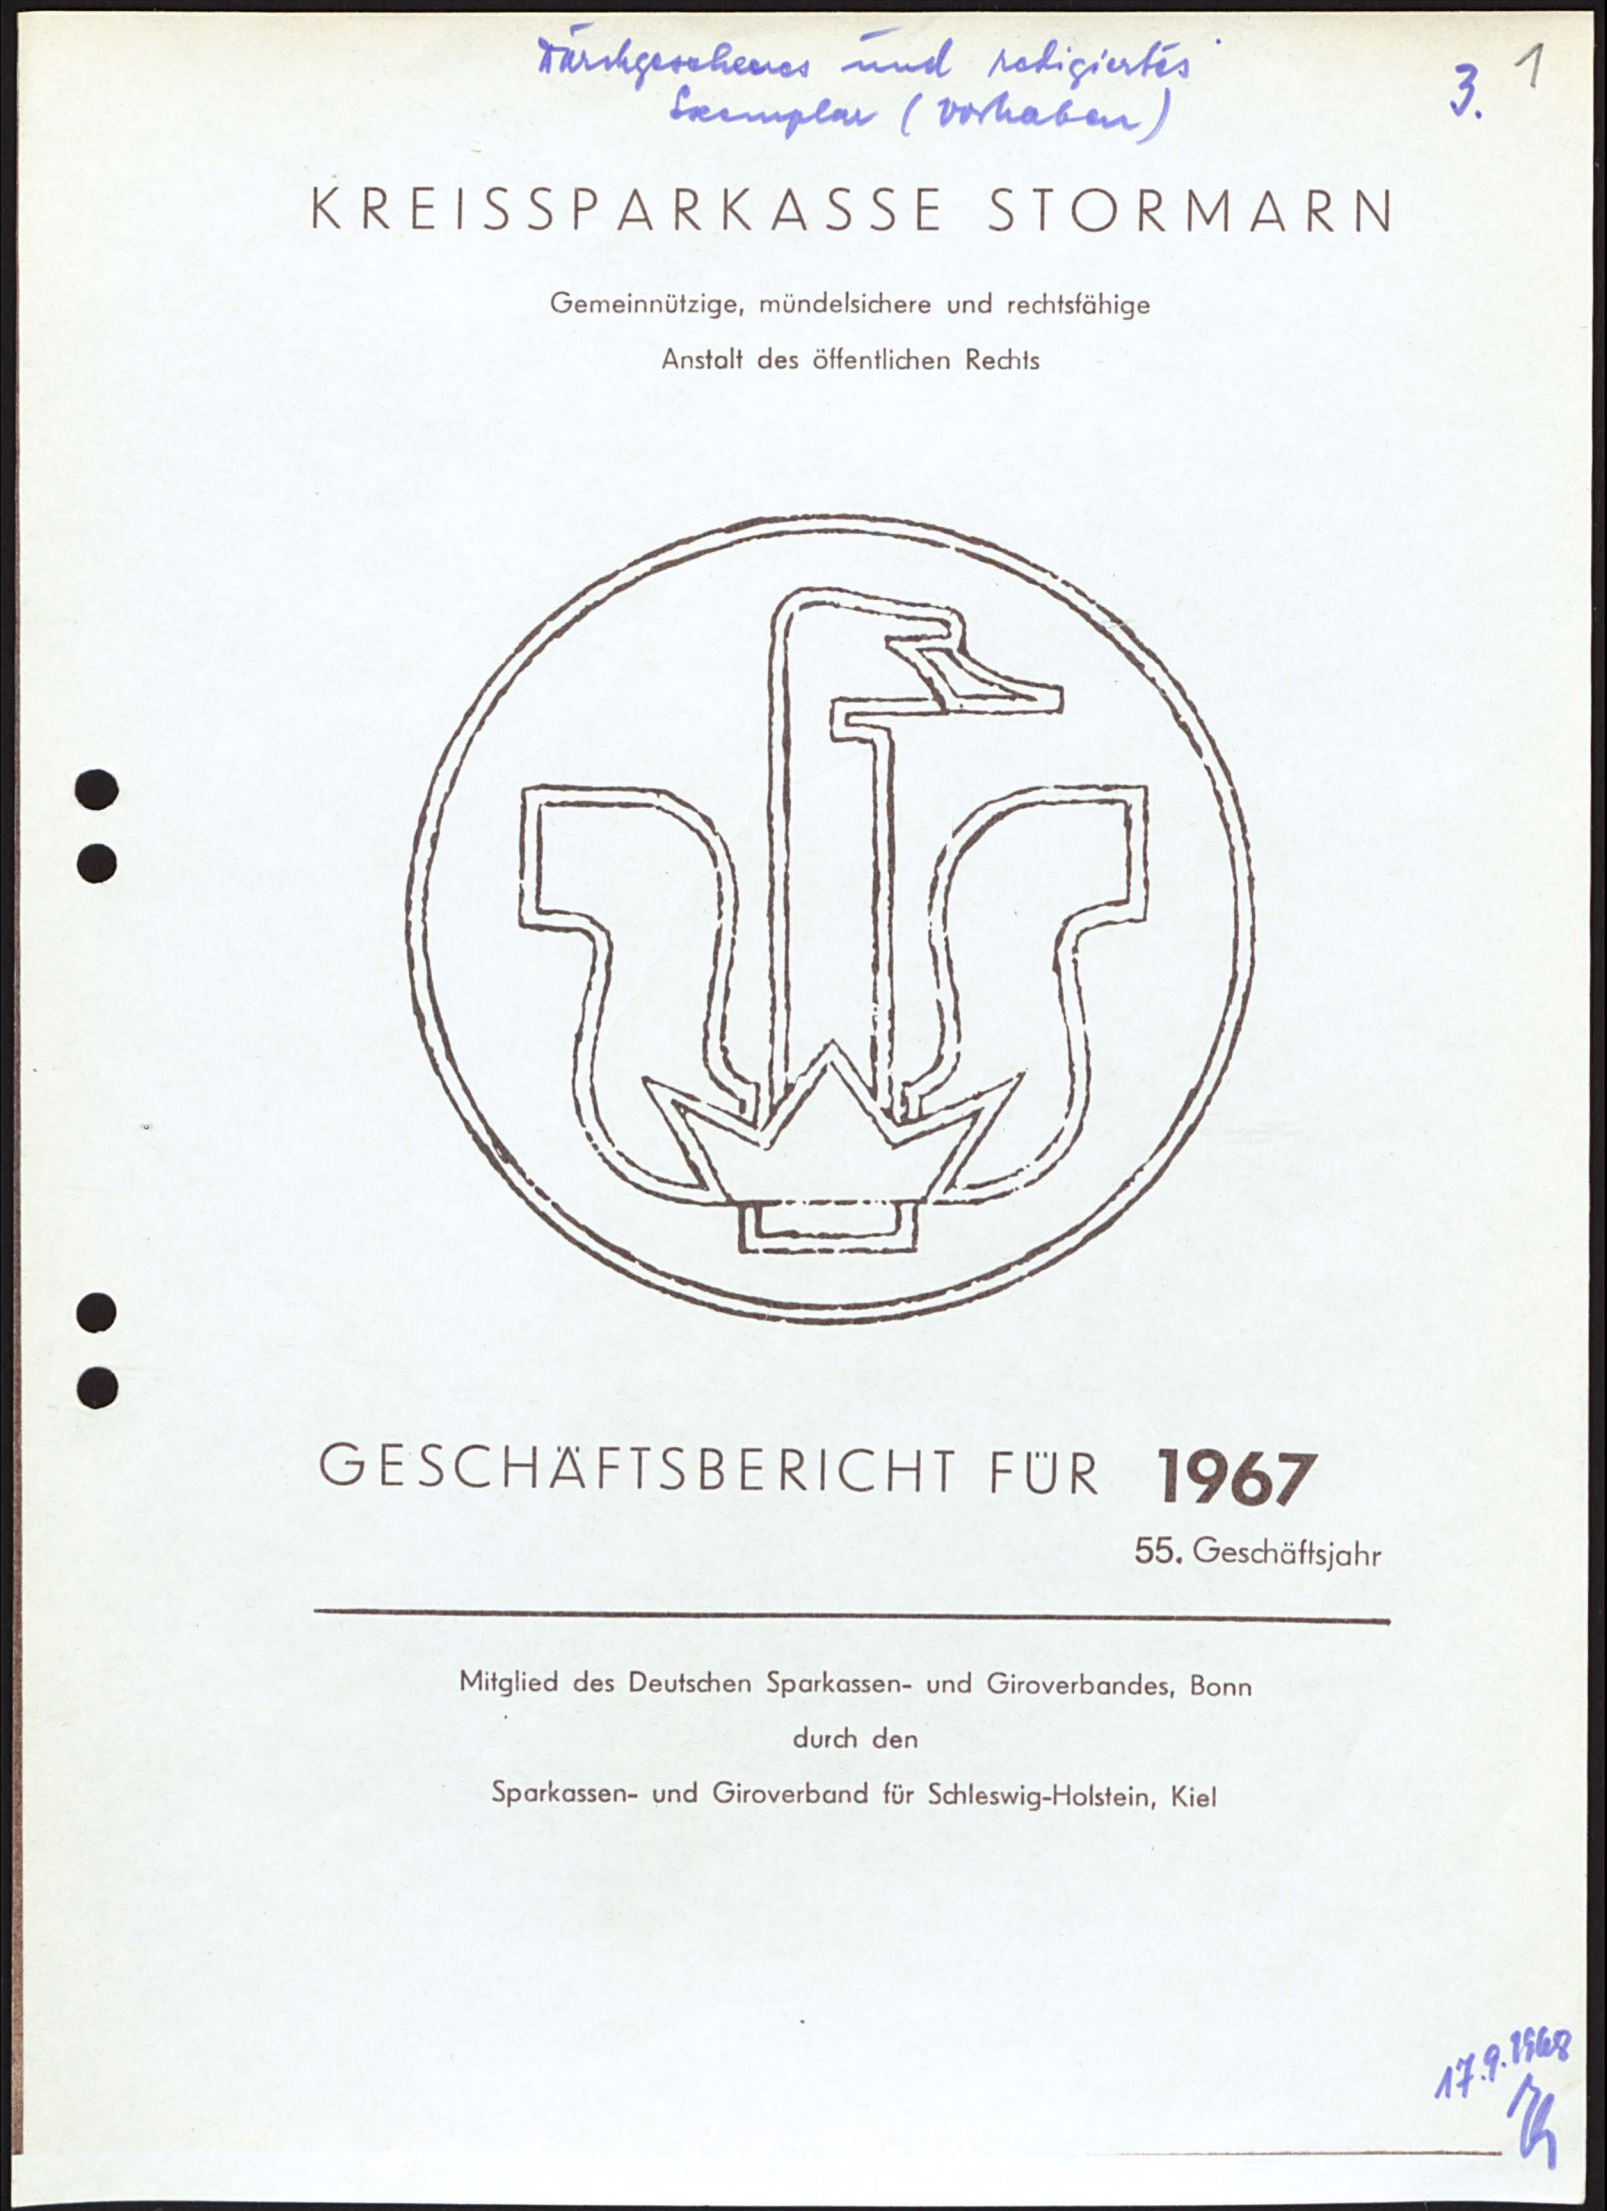 Durchgesehenes und redigiertes
Exemplar (Vorhaben)
3. 1
KREISSPARKASSE STORMARN
Gemeinnützige, mündelsichere und rechtsfähige
Anstalt des öffentlichen Rechts
GESCHÄFTSBERICHT FÜR 1967
55. Geschäftsjahr
Mitglied des Deutschen Sparkassen- und Giroverbandes, Bonn
durch den
Sparkassen- und Giroverband für Schleswig-Holstein, Kiel
17.9.1968